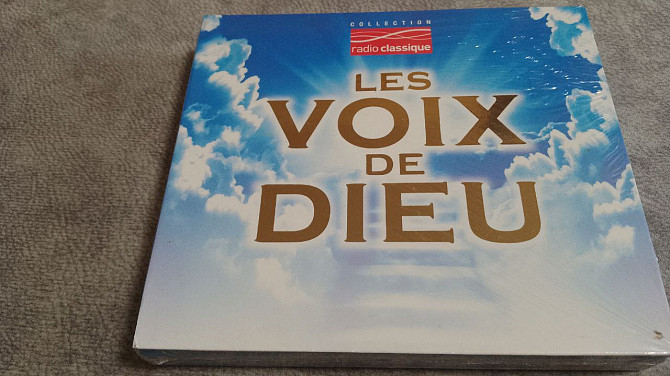 COLLECTION
radio classique
LES
VOIX
DE
DIEU